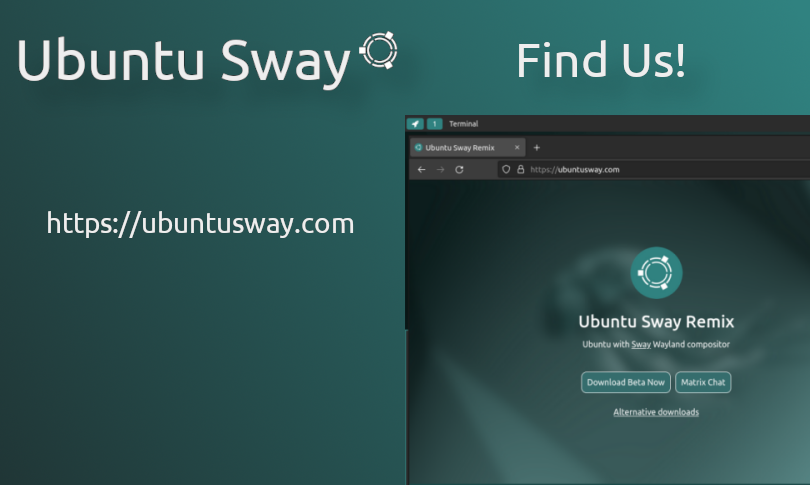 Ubuntu Sway
Find Us!
https://ubuntusway.com
1 Terminal
Ubuntu Sway Remix
https://ubuntusway.com
Ubuntu Sway Remix
Ubuntu with Sway Wayland compositor
Download Beta Now Matrix Chat
Alternative downloads